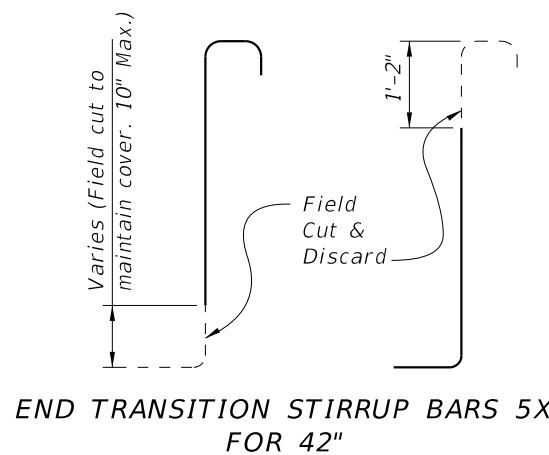 Varies (Field cut to
maintain cover. 10" Max.)
1'-2"
Field
Cut &
Discard
END TRANSITION STIRRUP BARS 5X
FOR 42"